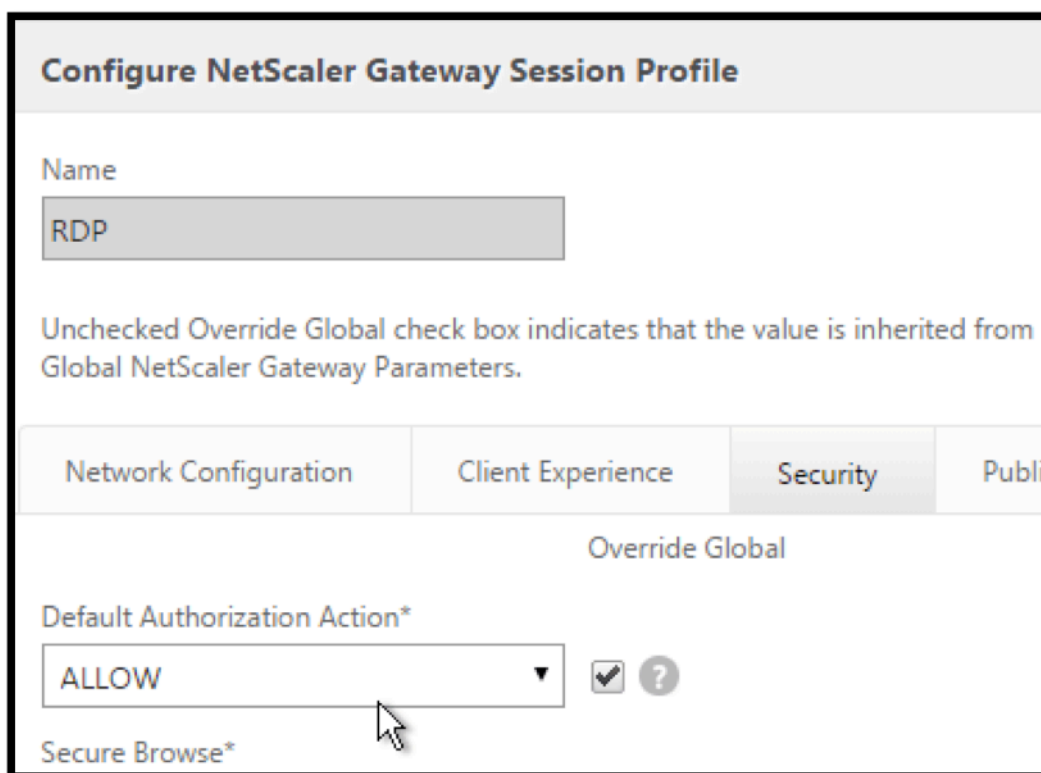 Configure NetScaler Gateway Session Profile
Name
RDP
Unchecked Override Global check box indicates that the value is inherited from
Global NetScaler Gateway Parameters.
Network Configuration Client Experience Security Publi
Override Global
Default Authorization Action*
ALLOW
?
Secure Browse*